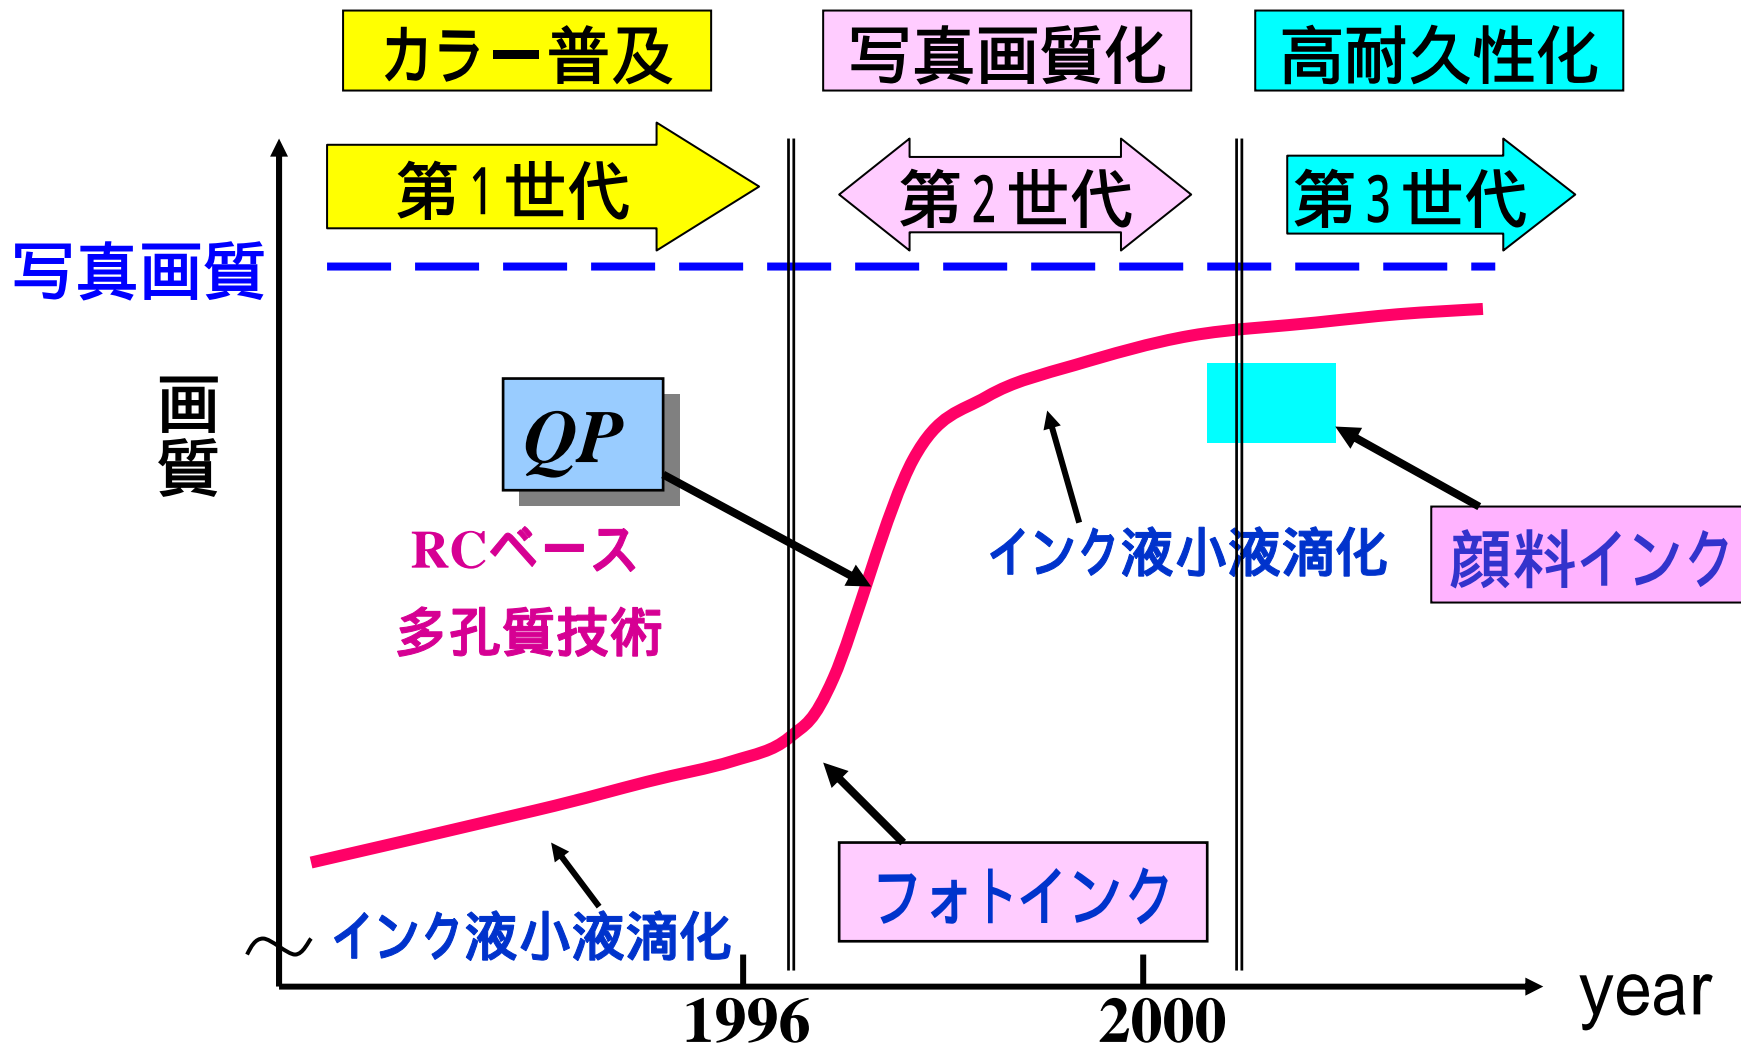 カラー普及
写真画質化
高耐久性化
第1世代
第2世代
第3世代
写真画質
画質
QP
RCベース
多孔質技術
インク液小液滴化
顔料インク
フォトインク
インク液小液滴化
1996
2000
year